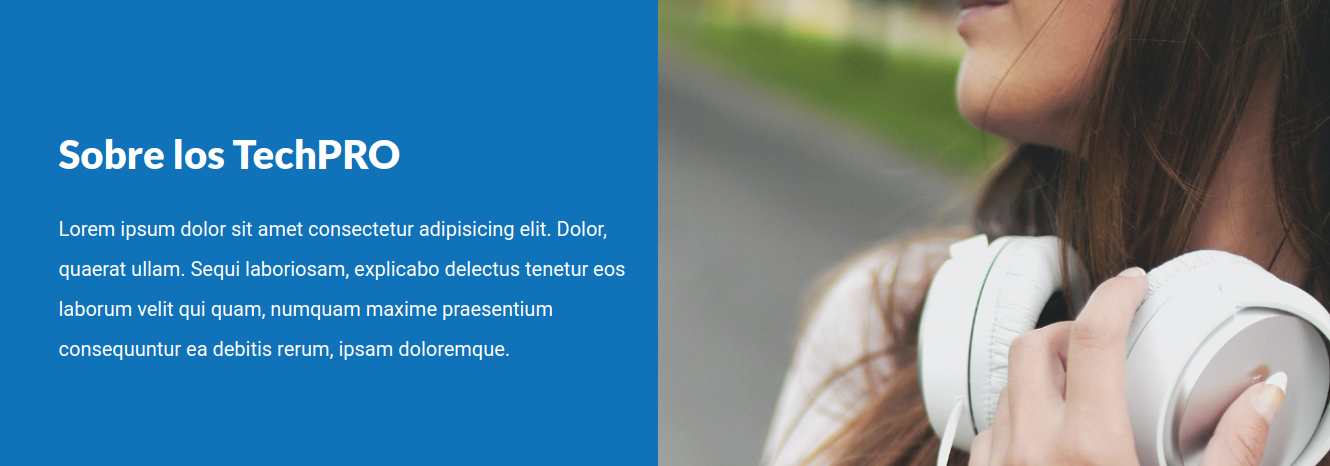 Sobre los TechPRO
Lorem ipsum dolor sit amet consectetur adipisicing elit. Dolor,
quaerat ullam. Sequi laboriosam, explicabo delectus tenetur eos
laborum velit qui quam, numquam maxime praesentium
consequuntur ea debitis rerum, ipsam doloremque.